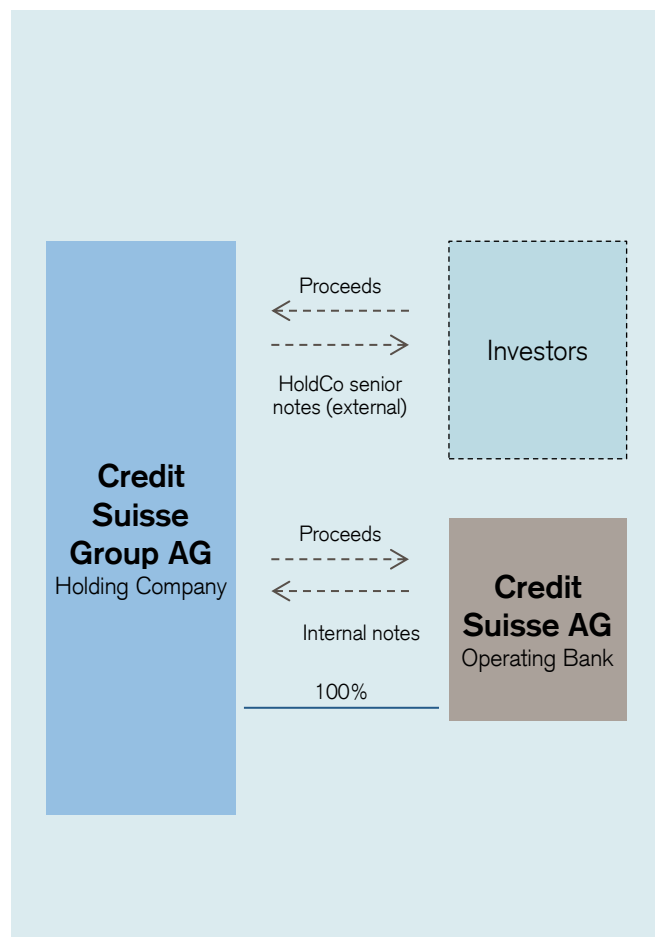 Proceeds
Investors
HoldCo senior
notes (external)
Credit
Suisse
Group AG
Holding Company
Proceeds
Internal notes
100%
Credit
Suisse AG
Operating Bank